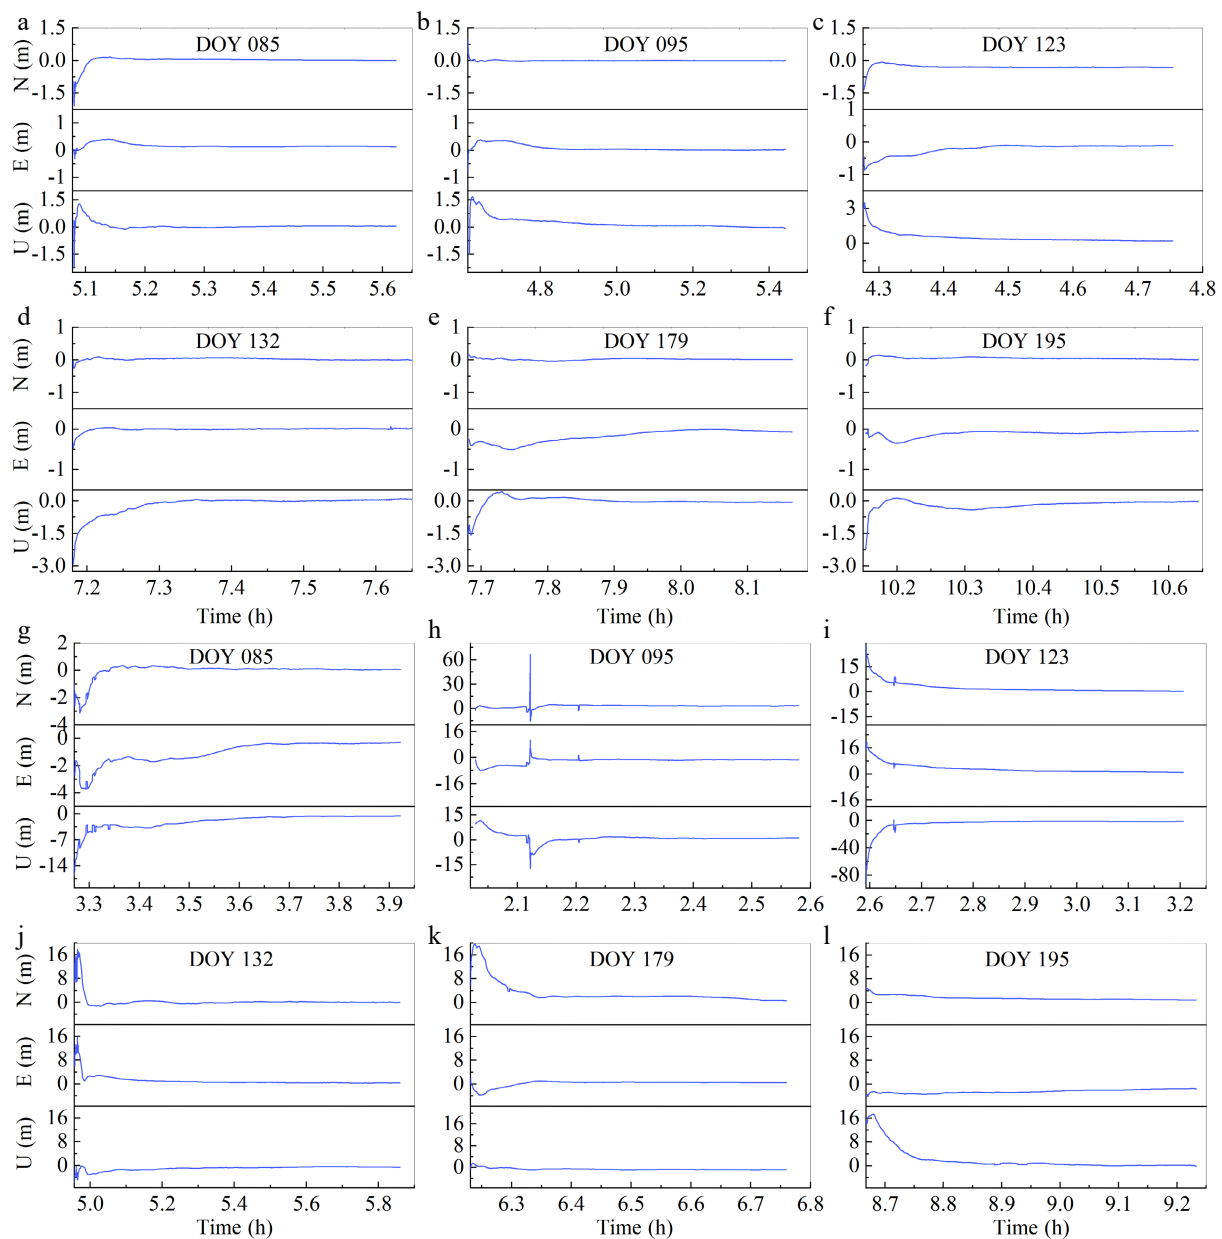 a b c
DOY 085 DOY 095 DOY 123
N (m) 1.5 0.0 -1.5 1.5 0.0 -1.5 1.5 0.0 -1.5
E (m) 1 0 -1 1 0 -1 1 0 -1
U (m) 1.5 0.0 -1.5 1.5 0.0 -1.5 3 0
5.1 5.2 5.3 5.4 5.5 5.6 4.8 5.0 5.2 5.4 4.3 4.4 4.5 4.6 4.7 4.8
d e f
DOY 132 DOY 179 DOY 195
N (m) 1 0 -1 1 0 -1 1 0 -1
E (m) 0 -1 0 -1 0 -1
U (m) 0.0 -1.5 -3.0 0.0 -1.5 -3.0 0.0 -1.5 -3.0
7.2 7.3 7.4 7.5 7.6 7.7 7.8 7.9 8.0 8.1 10.2 10.3 10.4 10.5 10.6
Time (h) Time (h) Time (h)
g h i
DOY 085 DOY 095 DOY 123
N (m) 2 0 -2 -4 60 30 0 15 0 -15
E (m) 0 -2 -4 16 0 -16 16 0 -16
U (m) 0 -7 -14 15 0 -15 0 -40 -80
3.3 3.4 3.5 3.6 3.7 3.8 3.9 2.1 2.2 2.3 2.4 2.5 2.6 2.6 2.7 2.8 2.9 3.0 3.1 3.2
j k l
DOY 132 DOY 179 DOY 195
N (m) 16 8 0 16 8 0 16 8 0
E (m) 16 8 0 16 8 0 16 8 0
U (m) 16 8 0 16 8 0 16 8 0
5.0 5.2 5.4 5.6 5.8 6.3 6.4 6.5 6.6 6.7 6.8 8.7 8.8 8.9 9.0 9.1 9.2
Time (h) Time (h) Time (h)